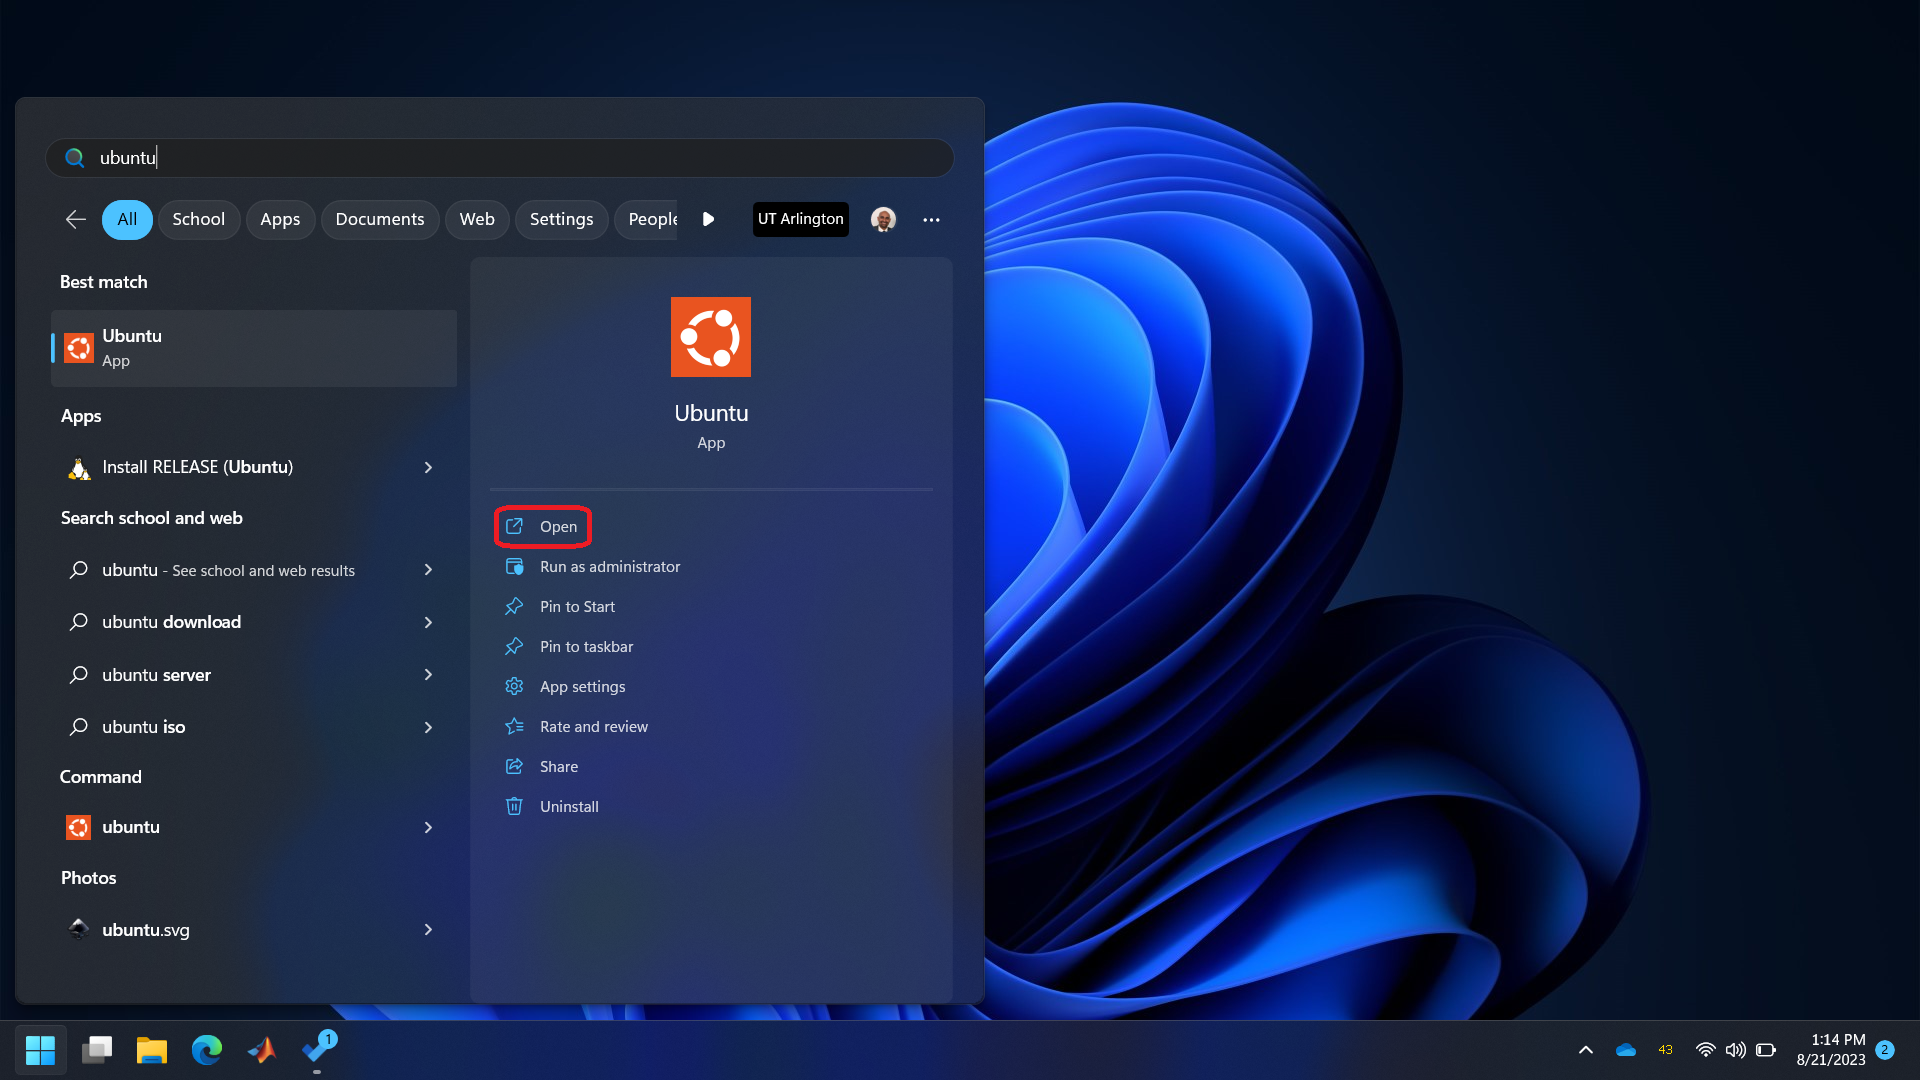 ubuntu
All School Apps Documents Web Settings People UT Arlington
Best match
Ubuntu
App
Apps
Install RELEASE (Ubuntu)
Search school and web
ubuntu - See school and web results
ubuntu download
ubuntu server
ubuntu iso
Command
ubuntu
Photos
ubuntu.svg
Ubuntu
App
Open
Run as administrator
Pin to Start
Pin to taskbar
App settings
Rate and review
Share
Uninstall
1
43
1:14 PM
8/21/2023
2